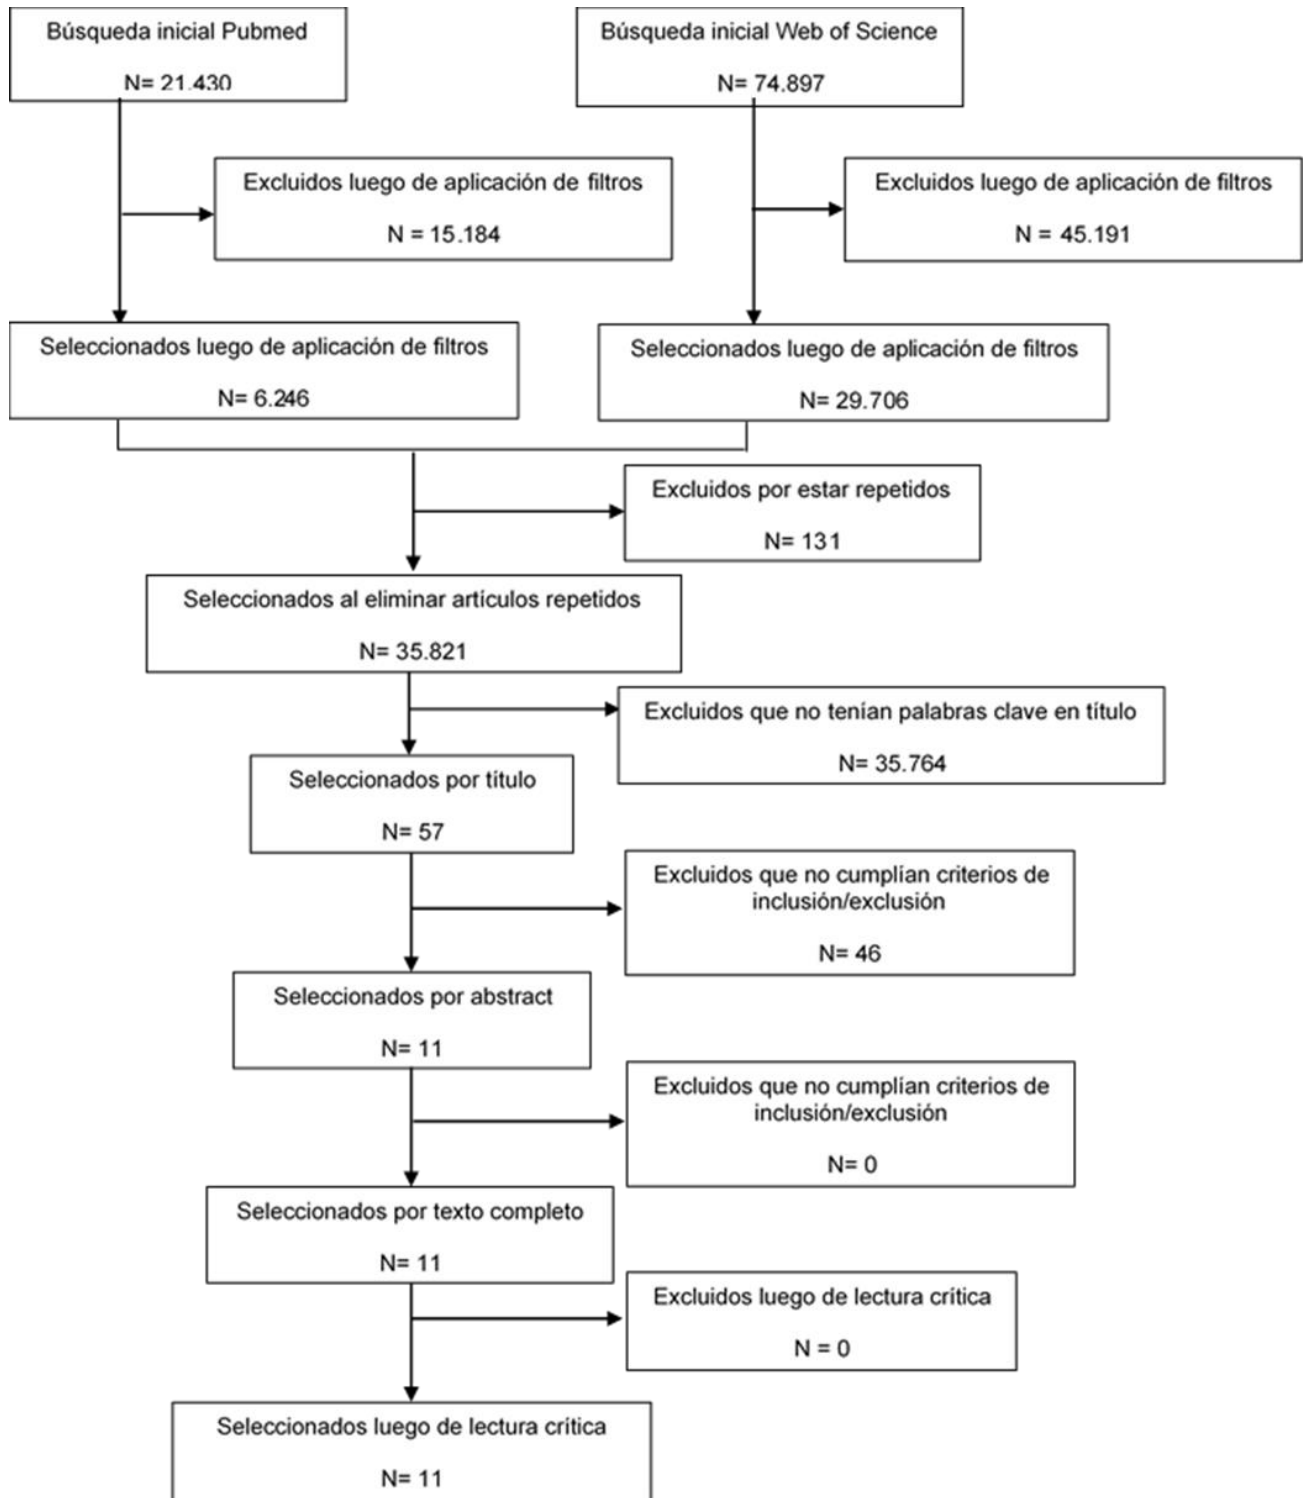 Búsqueda inicial Pubmed
N= 21.430
Búsqueda inicial Web of Science
N= 74.897
Excluidos luego de aplicación de filtros
N = 15.184
Excluidos luego de aplicación de filtros
N = 45.191
Seleccionados luego de aplicación de filtros
N= 6.246
Seleccionados luego de aplicación de filtros
N= 29.706
Excluidos por estar repetidos
N= 131
Seleccionados al eliminar artículos repetidos
N= 35.821
Excluidos que no tenían palabras clave en título
N= 35.764
Seleccionados por título
N= 57
Excluidos que no cumplían criterios de
inclusión/exclusión
N= 46
Seleccionados por abstract
N= 11
Excluidos que no cumplían criterios de
inclusión/exclusión
N= 0
Seleccionados por texto completo
N= 11
Excluidos luego de lectura crítica
N = 0
Seleccionados luego de lectura crítica
N= 11